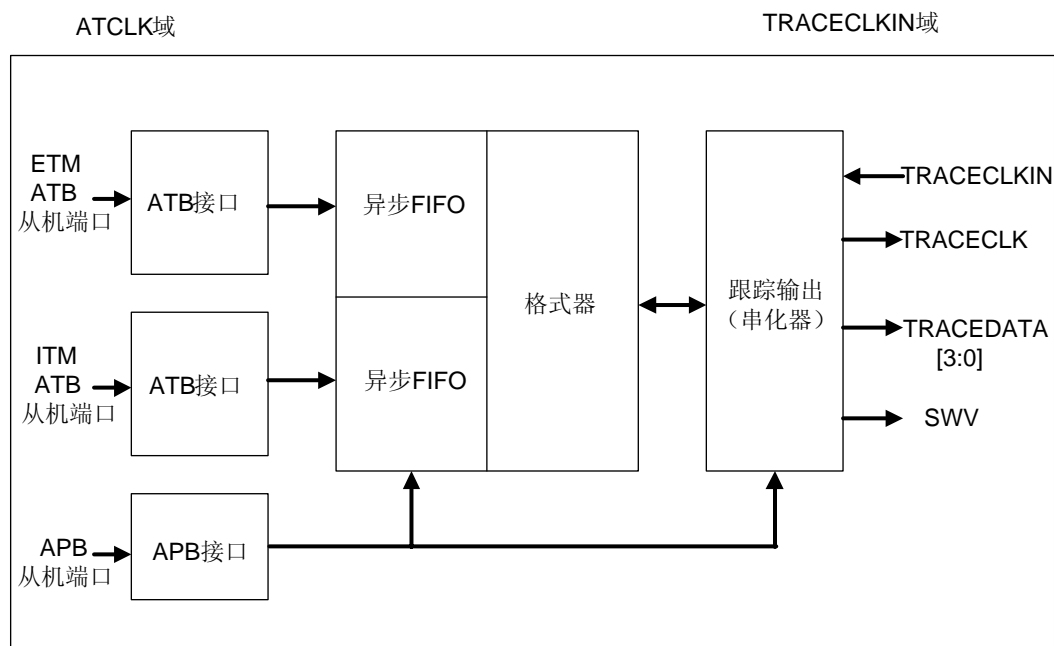 ATCLK域
TRACECLKIN域
ETM
ATB
从机端口
ATB接口
异步FIFO
格式器
跟踪输出
（串化器）
TRACECLKIN
TRACECLK
TRACEDATA
[3:0]
SWV
ITM
ATB
从机端口
ATB接口
异步FIFO
APB
从机端口
APB接口